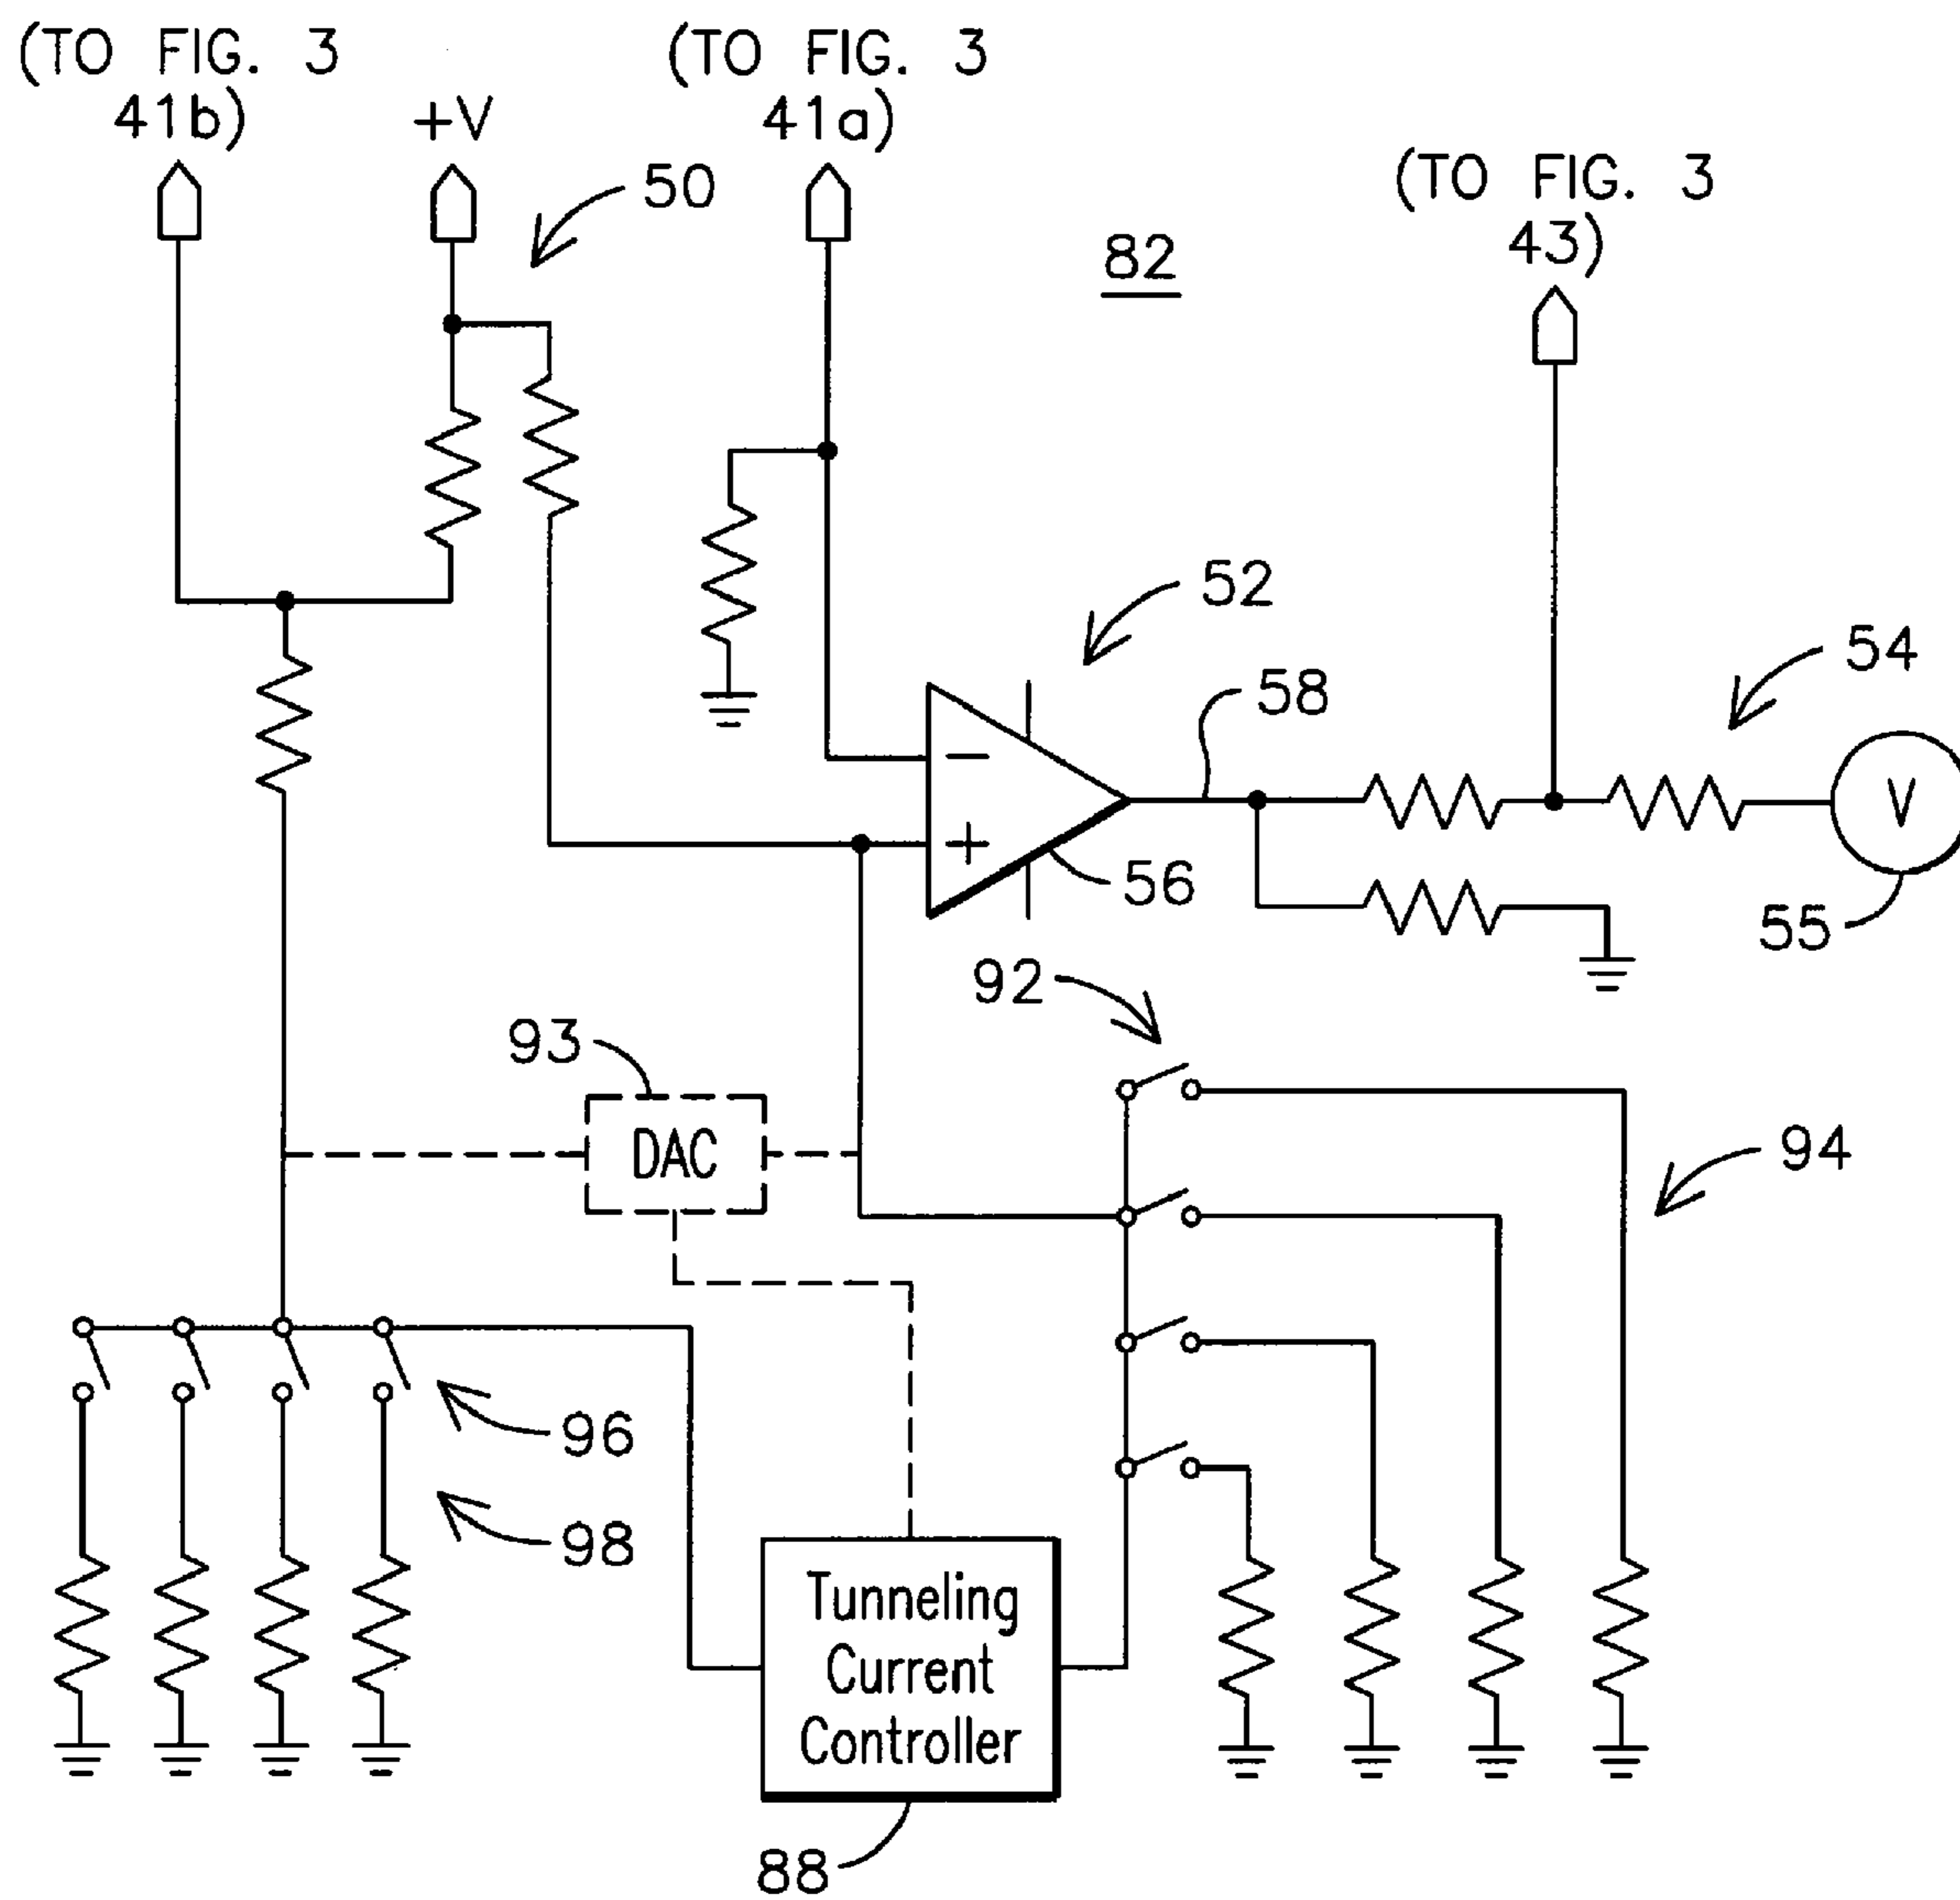 (TO FIG. 3
41b)
+V
(TO FIG. 3
41a)
50
82
(TO FIG. 3
43)
52
54
58
−
+
V
56
55
92
93
DAC
94
96
98
Tunneling
Current
Controller
88